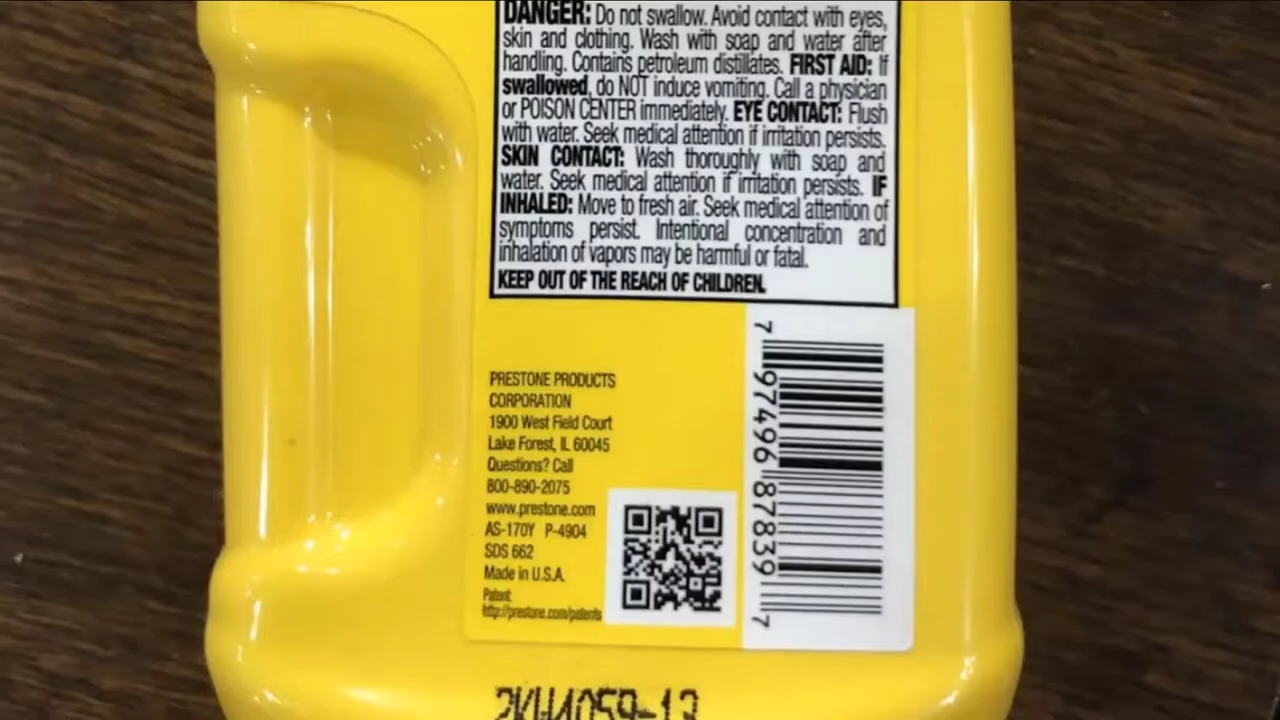 DANGER: Do not swallow. Avoid contact with eyes,
skin and clothing. Wash with soap and water after
handling. Contains petroleum distillates. FIRST AID: If
swallowed, do NOT induce vomiting. Call a physician
or POISON CENTER immediately. EYE CONTACT: Flush
with water. Seek medical attention if irritation persists.
SKIN CONTACT: Wash thoroughly with soap and
water. Seek medical attention if irritation persists. IF
INHALED: Move to fresh air. Seek medical attention of
symptoms persist. Intentional concentration and
inhalation of vapors may be harmful or fatal.
KEEP OUT OF THE REACH OF CHILDREN.
PRESTONE PRODUCTS
CORPORATION
1900 West Field Court
Lake Forest, IL 60045
Questions? Call
800-890-2075
www.prestone.com
AS-170Y P-4904
SDS 662
Made in U.S.A.
Patent:
http://prestone.com/patents
7 97496 87839 7